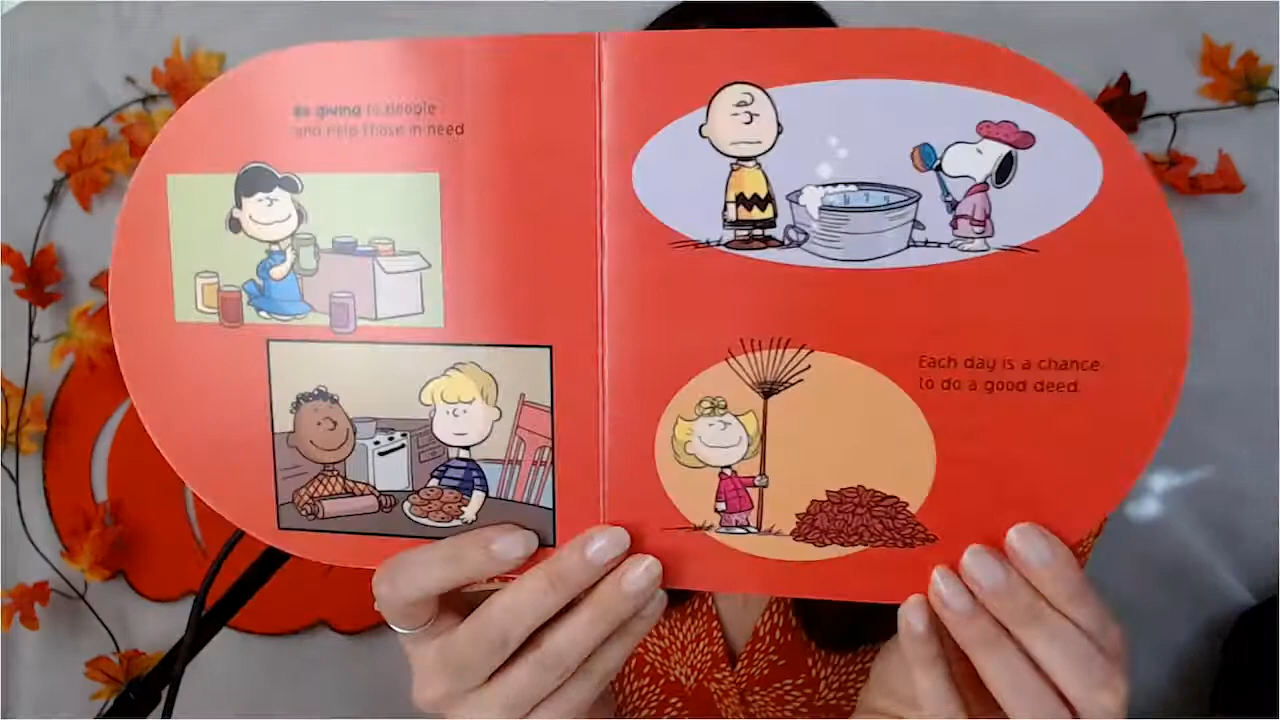 Be giving to people
and help those in need
Each day is a chance
to do a good deed.